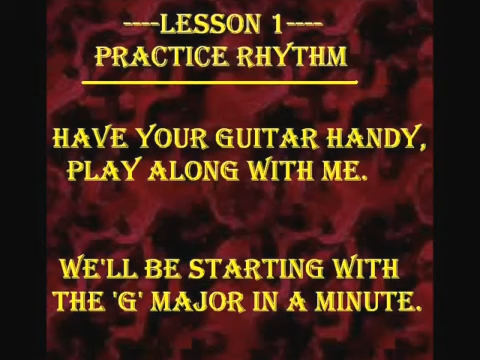 ----LESSON 1----
PRACTICE RHYTHM
HAVE YOUR GUITAR HANDY,
PLAY ALONG WITH ME.
WE'LL BE STARTING WITH
THE 'G' MAJOR IN A MINUTE.